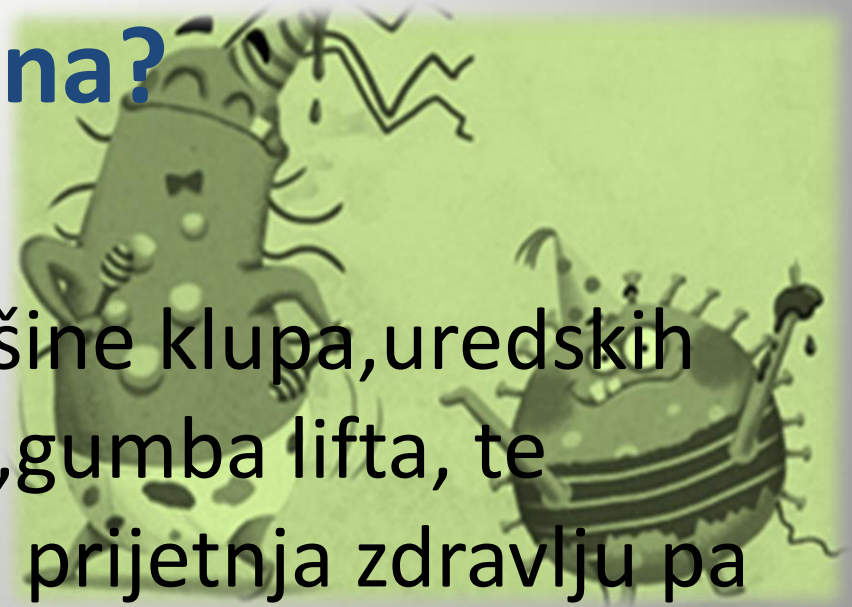 na?
šine klupa,uredskih
,gumba lifta, te
prijetnja zdravlju pa